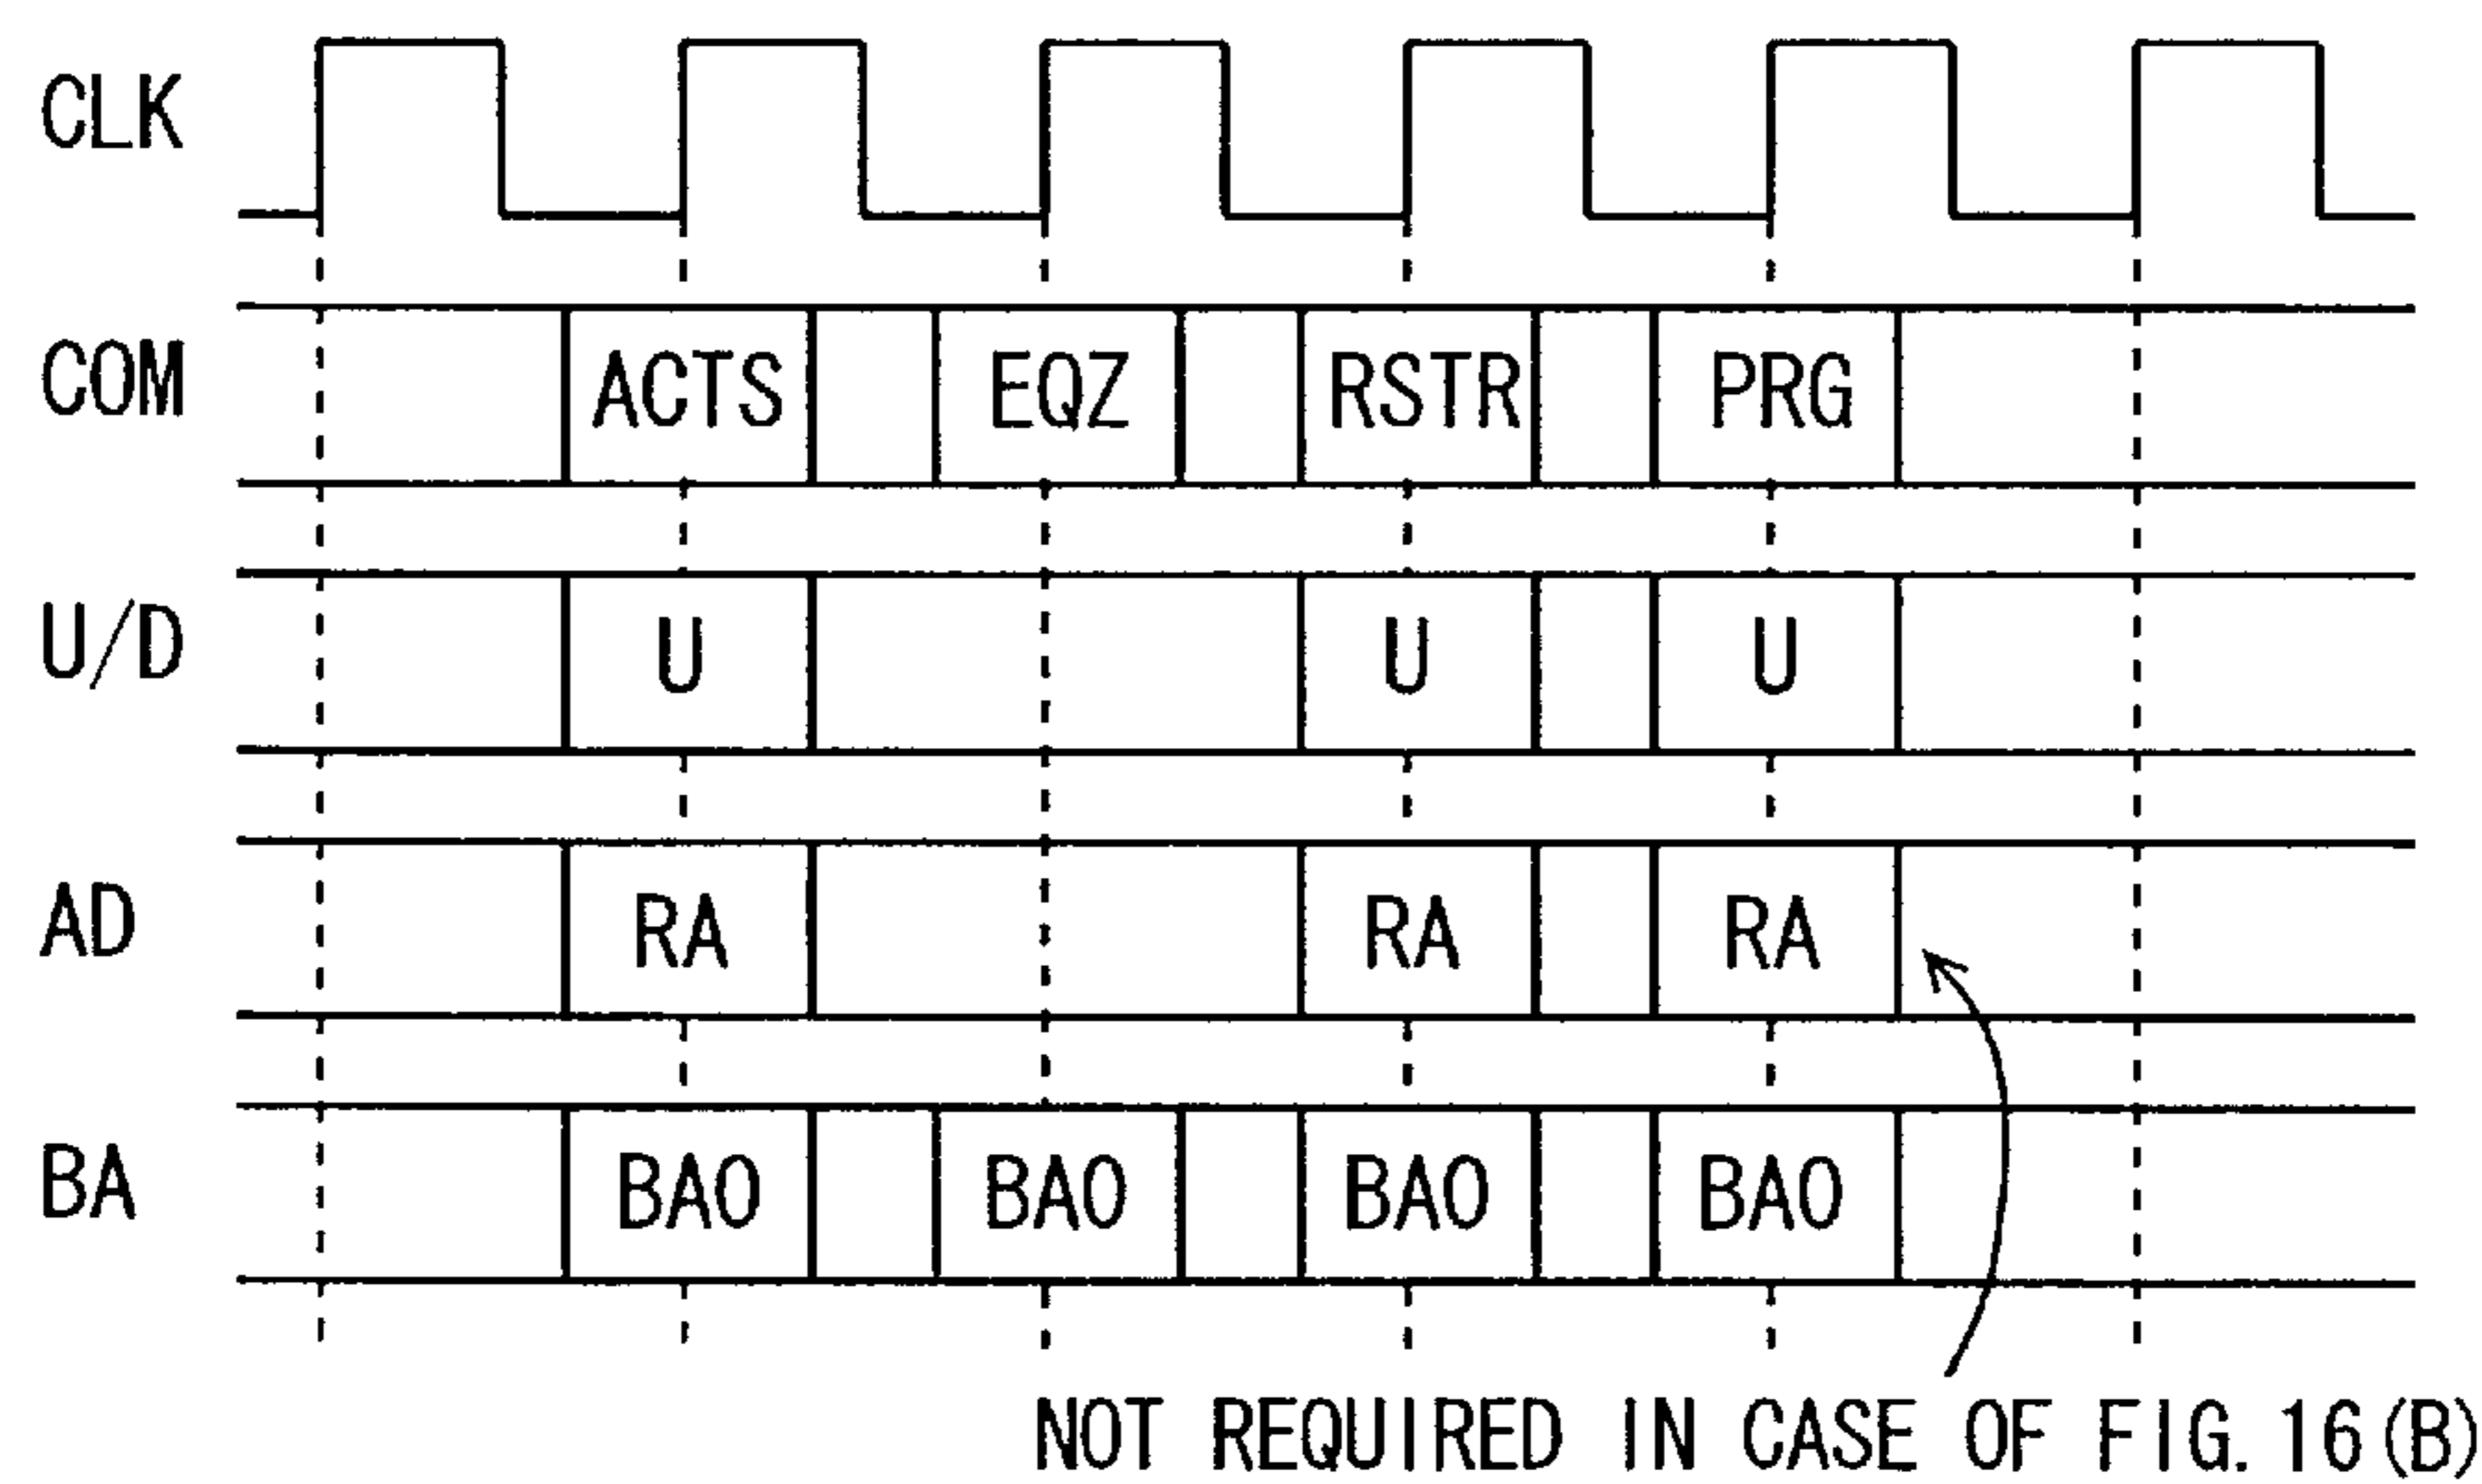 CLK
COM ACTS EQZ RSTR PRG
U/D U U U
AD RA RA RA
BA BA0 BA0 BA0 BA0
NOT REQUIRED IN CASE OF FIG. 16 (B)